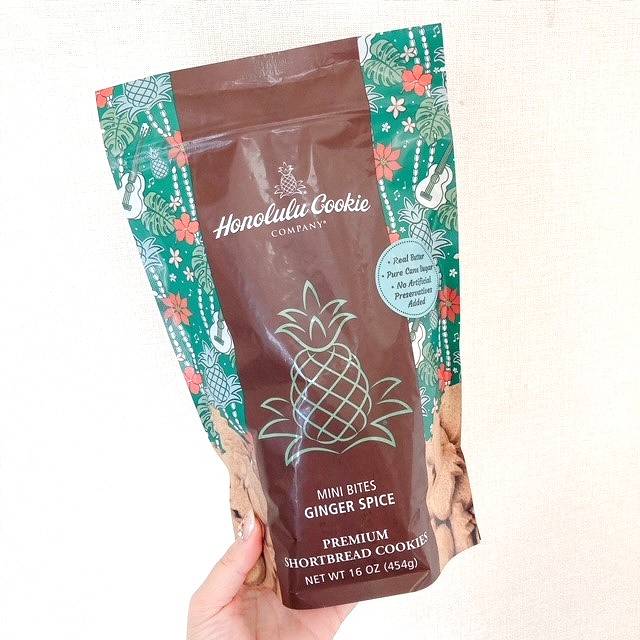 Honolulu Cookie
COMPANY®
• Real Butter
• Pure Cane Sugar
• No Artificial
Preservatives
Added
MINI BITES
GINGER SPICE
PREMIUM
SHORTBREAD COOKIES
NET WT 16 OZ (454g)